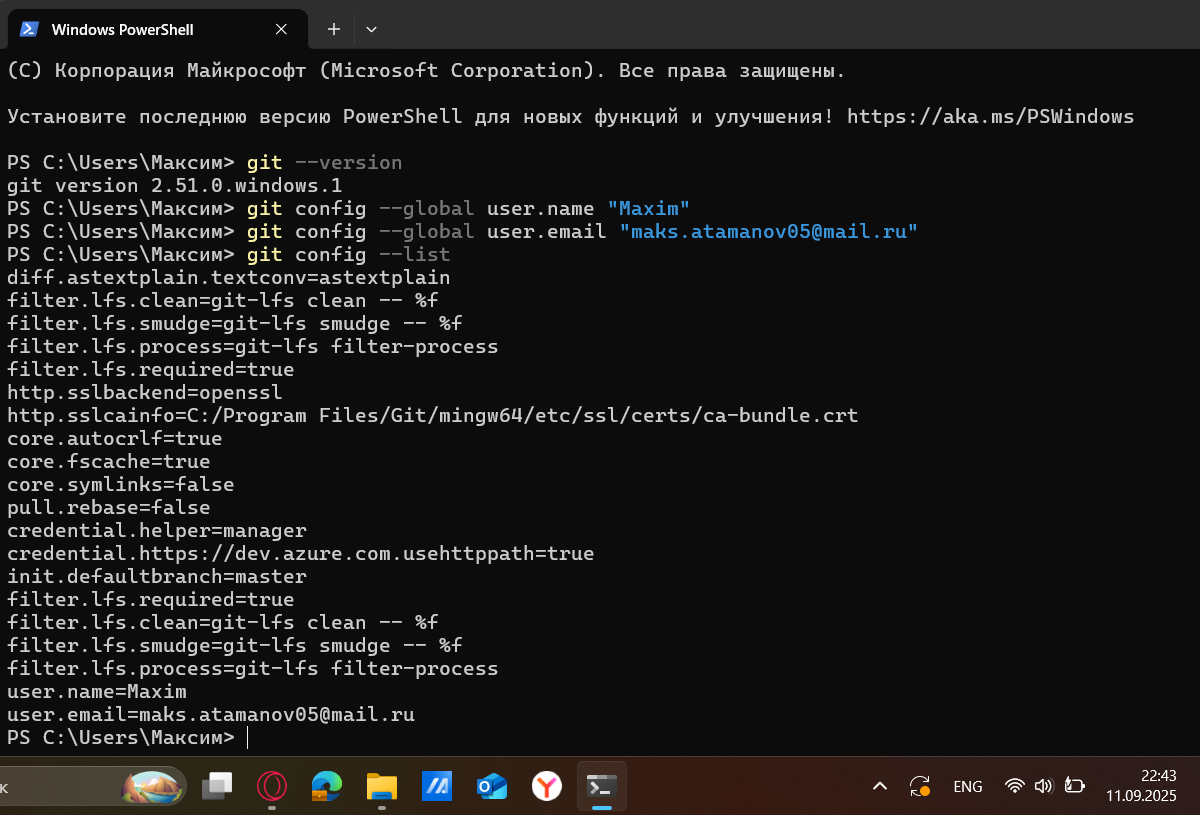 Windows PowerShell
(C) Корпорация Майкрософт (Microsoft Corporation). Все права защищены.
Установите последнюю версию PowerShell для новых функций и улучшения! https://aka.ms/PSWindows
PS C:\Users\Максим> git --version
git version 2.51.0.windows.1
PS C:\Users\Максим> git config --global user.name "Maxim"
PS C:\Users\Максим> git config --global user.email "maks.atamanov05@mail.ru"
PS C:\Users\Максим> git config --list
diff.astextplain.textconv=astextplain
filter.lfs.clean=git-lfs clean -- %f
filter.lfs.smudge=git-lfs smudge -- %f
filter.lfs.process=git-lfs filter-process
filter.lfs.required=true
http.sslbackend=openssl
http.sslcainfo=C:/Program Files/Git/mingw64/etc/ssl/certs/ca-bundle.crt
core.autocrlf=true
core.fscache=true
core.symlinks=false
pull.rebase=false
credential.helper=manager
credential.https://dev.azure.com.usehttppath=true
init.defaultbranch=master
filter.lfs.required=true
filter.lfs.clean=git-lfs clean -- %f
filter.lfs.smudge=git-lfs smudge -- %f
filter.lfs.process=git-lfs filter-process
user.name=Maxim
user.email=maks.atamanov05@mail.ru
PS C:\Users\Максим>
ENG
22:43
11.09.2025